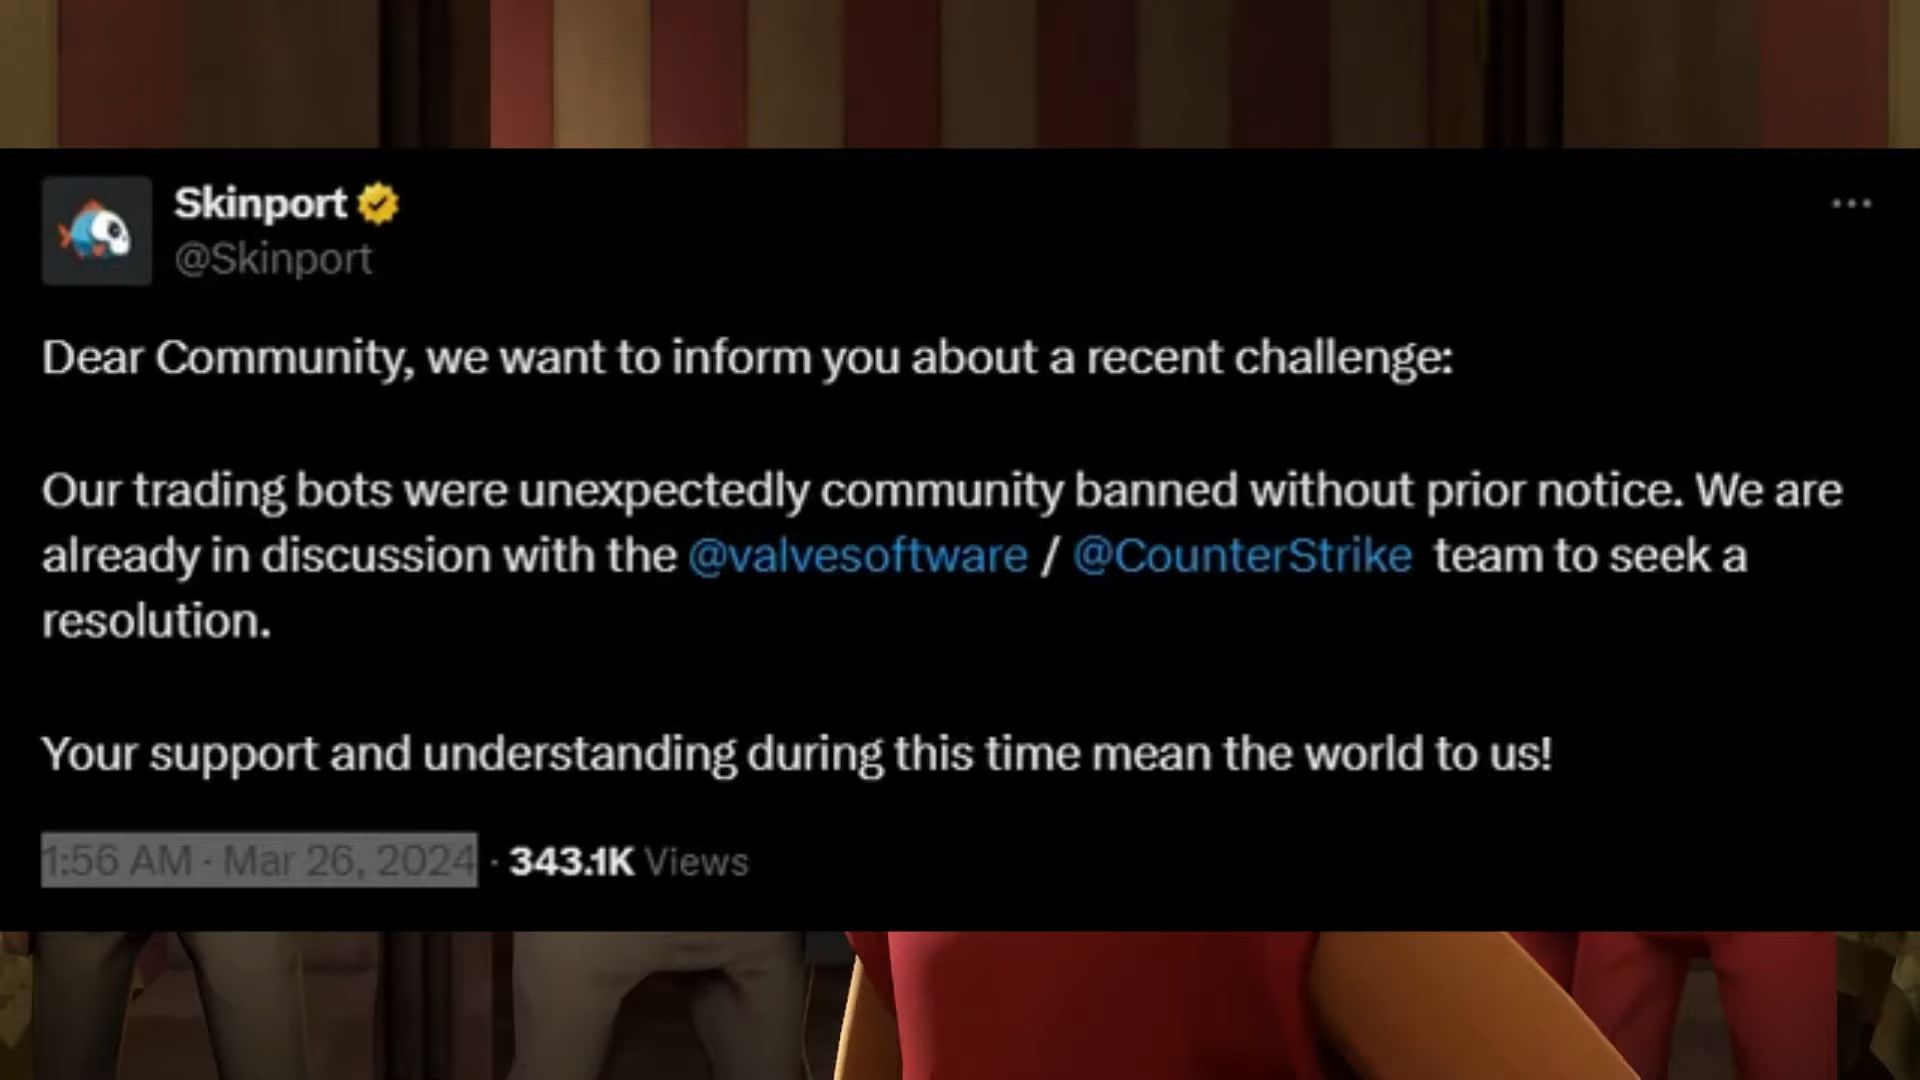 Skinport
@Skinport
Dear Community, we want to inform you about a recent challenge:
Our trading bots were unexpectedly community banned without prior notice. We are
already in discussion with the @valvesoftware / @CounterStrike team to seek a
resolution.
Your support and understanding during this time mean the world to us!
1:56 AM · Mar 26, 2024 · 343.1K Views